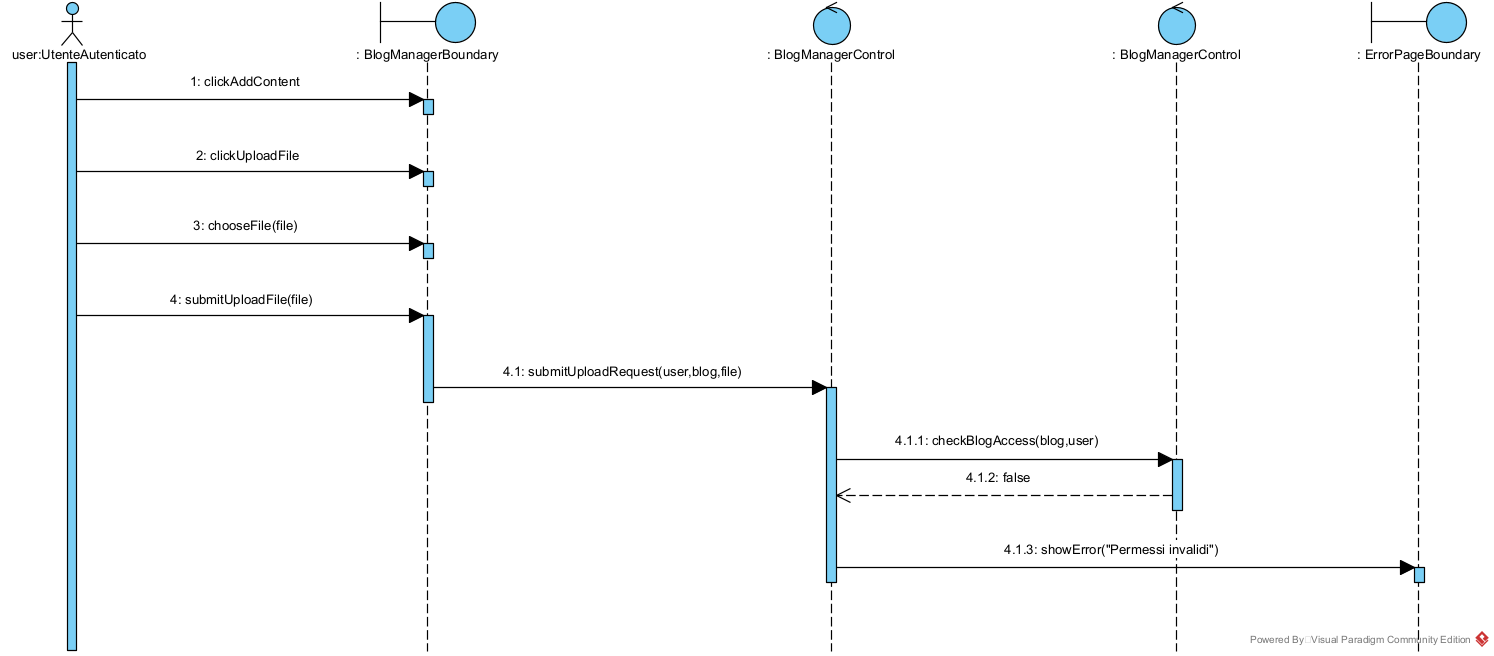 user:UtenteAutenticato
: BlogManagerBoundary
: BlogManagerControl
: BlogManagerControl
: ErrorPageBoundary
1: clickAddContent
2: clickUploadFile
3: chooseFile(file)
4: submitUploadFile(file)
4.1: submitUploadRequest(user,blog,file)
4.1.1: checkBlogAccess(blog,user)
4.1.2: false
4.1.3: showError("Permessi invalidi")
Powered By Visual Paradigm Community Edition